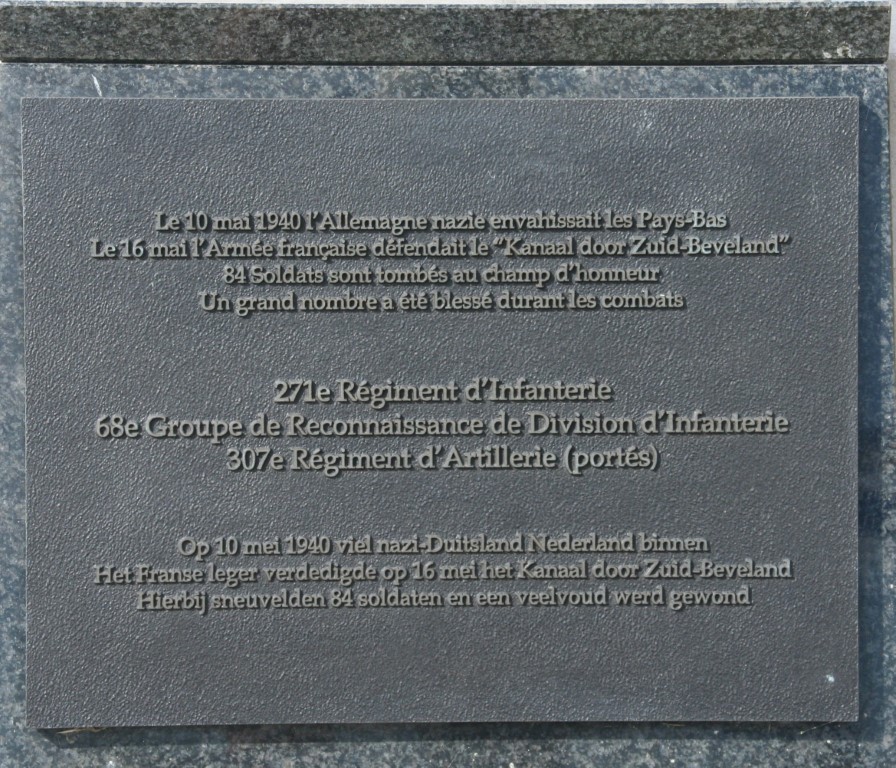 Le 10 mai 1940 l'Allemagne nazie envahissait les Pays-Bas
Le 16 mai l'Armée française défendait le "Kanaal door Zuid-Beveland"
84 Soldats sont tombés au champ d'honneur
Un grand nombre a été blessé durant les combats
271e Régiment d'Infanterie
68e Groupe de Reconnaissance de Division d'Infanterie
307e Régiment d'Artillerie (portés)
Op 10 mei 1940 viel nazi-Duitsland Nederland binnen
Het Franse leger verdedigde op 16 mei het Kanaal door Zuid-Beveland
Hierbij sneuvelden 84 soldaten en een veelvoud werd gewond